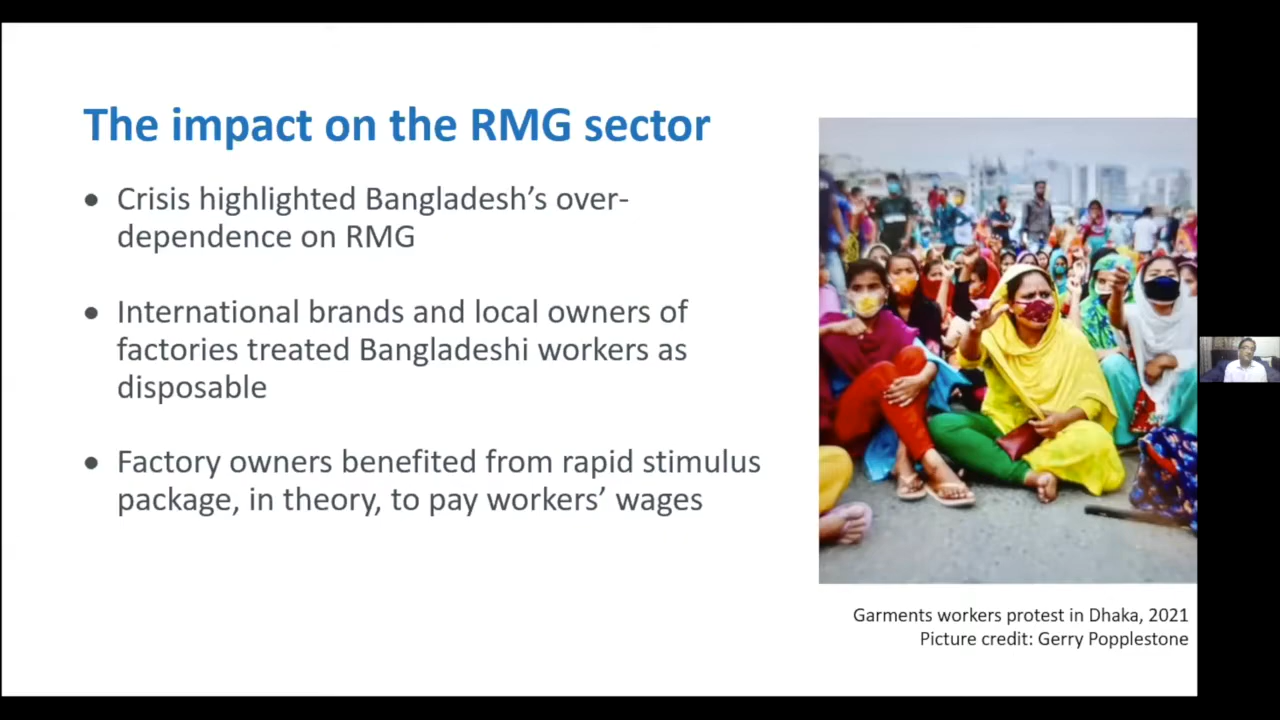 The impact on the RMG sector
● Crisis highlighted Bangladesh’s over-
dependence on RMG
● International brands and local owners of
factories treated Bangladeshi workers as
disposable
● Factory owners benefited from rapid stimulus
package, in theory, to pay workers’ wages
Garments workers protest in Dhaka, 2021
Picture credit: Gerry Popplestone